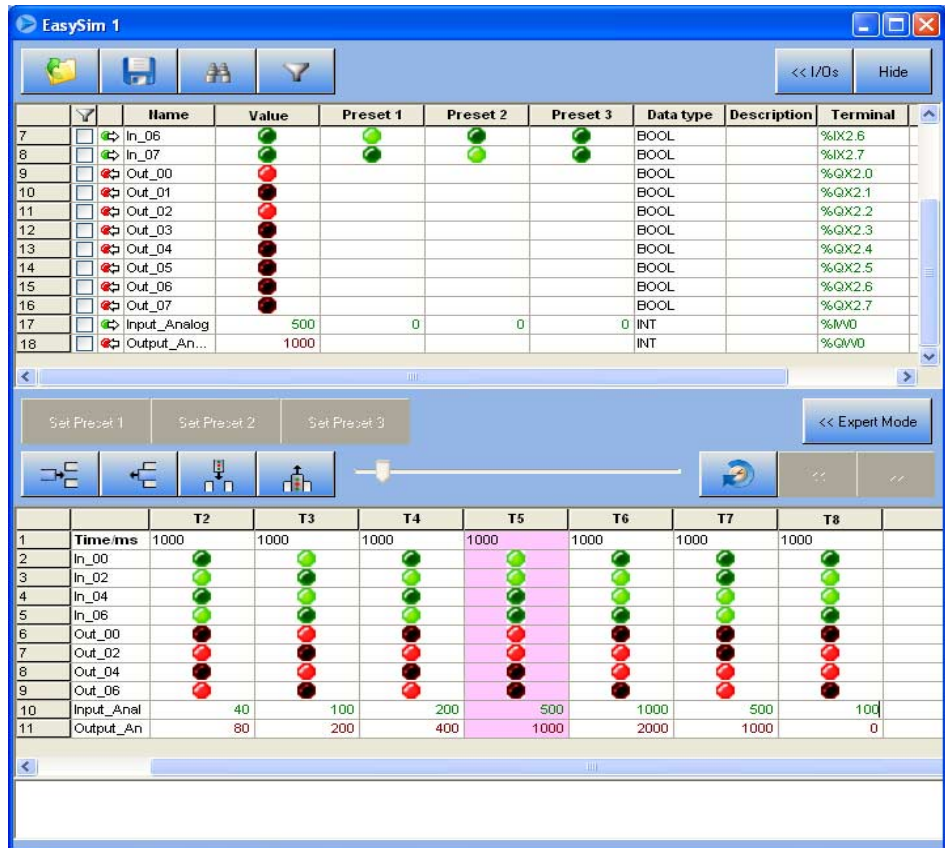 EasySim 1
<< I/Os Hide
Name Value Preset 1 Preset 2 Preset 3 Data type Description Terminal
7 In_06 BOOL %IX2.6
8 In_07 BOOL %IX2.7
9 Out_00 BOOL %QX2.0
10 Out_01 BOOL %QX2.1
11 Out_02 BOOL %QX2.2
12 Out_03 BOOL %QX2.3
13 Out_04 BOOL %QX2.4
14 Out_05 BOOL %QX2.5
15 Out_06 BOOL %QX2.6
16 Out_07 BOOL %QX2.7
17 Input_Analog 500 0 0 0 INT %IW0
18 Output_An... 1000 INT %QW0
Set Preset 1 Set Preset 2 Set Preset 3 << Expert Mode
<< >>
T2 T3 T4 T5 T6 T7 T8
1 Time/ms 1000 1000 1000 1000 1000 1000 1000
2 In_00
3 In_02
4 In_04
5 In_06
6 Out_00
7 Out_02
8 Out_04
9 Out_06
10 Input_Anal 40 100 200 500 1000 500 100
11 Output_An 80 200 400 1000 2000 1000 0